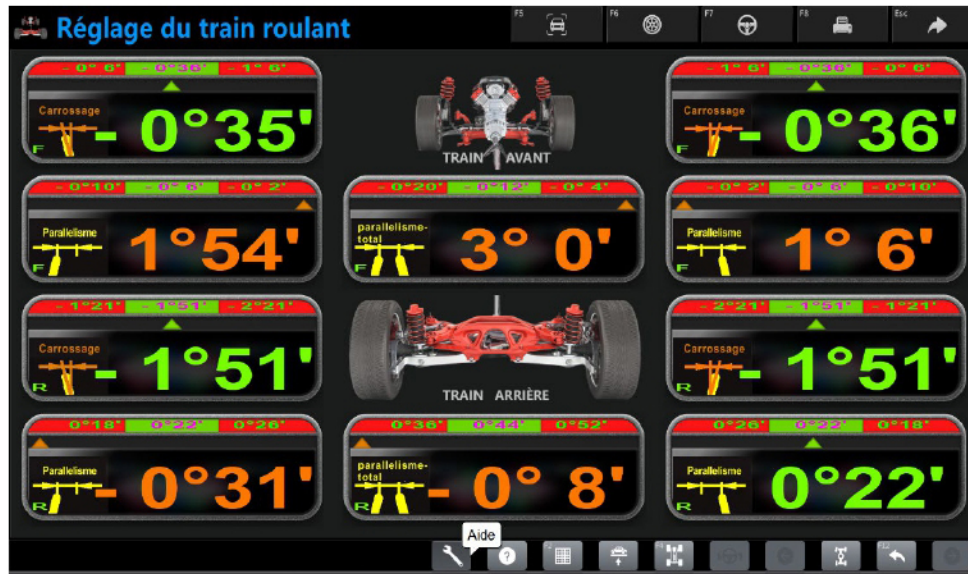 Réglage du train roulant
F5
F6
F7
F8
Esc
- 0° 6' - 0°36' - 1° 6'
Carrossage
- 0°35'
F
TRAIN AVANT
- 1° 6' - 0°36' - 0° 6'
Carrossage
- 0°36'
F
- 0°10' - 0° 6' - 0° 2'
Parallelisme
1°54'
F
- 0°20' - 0°12' - 0° 4'
parallelisme-
total
3° 0'
F
- 0° 2' - 0° 6' - 0°10'
Parallelisme
1° 6'
F
- 1°21' - 1°51' - 2°21'
Carrossage
- 1°51'
R
TRAIN ARRIÈRE
- 2°21' - 1°51' - 1°21'
Carrossage
- 1°51'
R
0°18' 0°22' 0°26'
Parallelisme
- 0°31'
R
0°36' 0°44' 0°52'
parallelisme-
total
- 0° 8'
R
0°26' 0°22' 0°18'
Parallelisme
0°22'
R
Aide
?
F2
F12